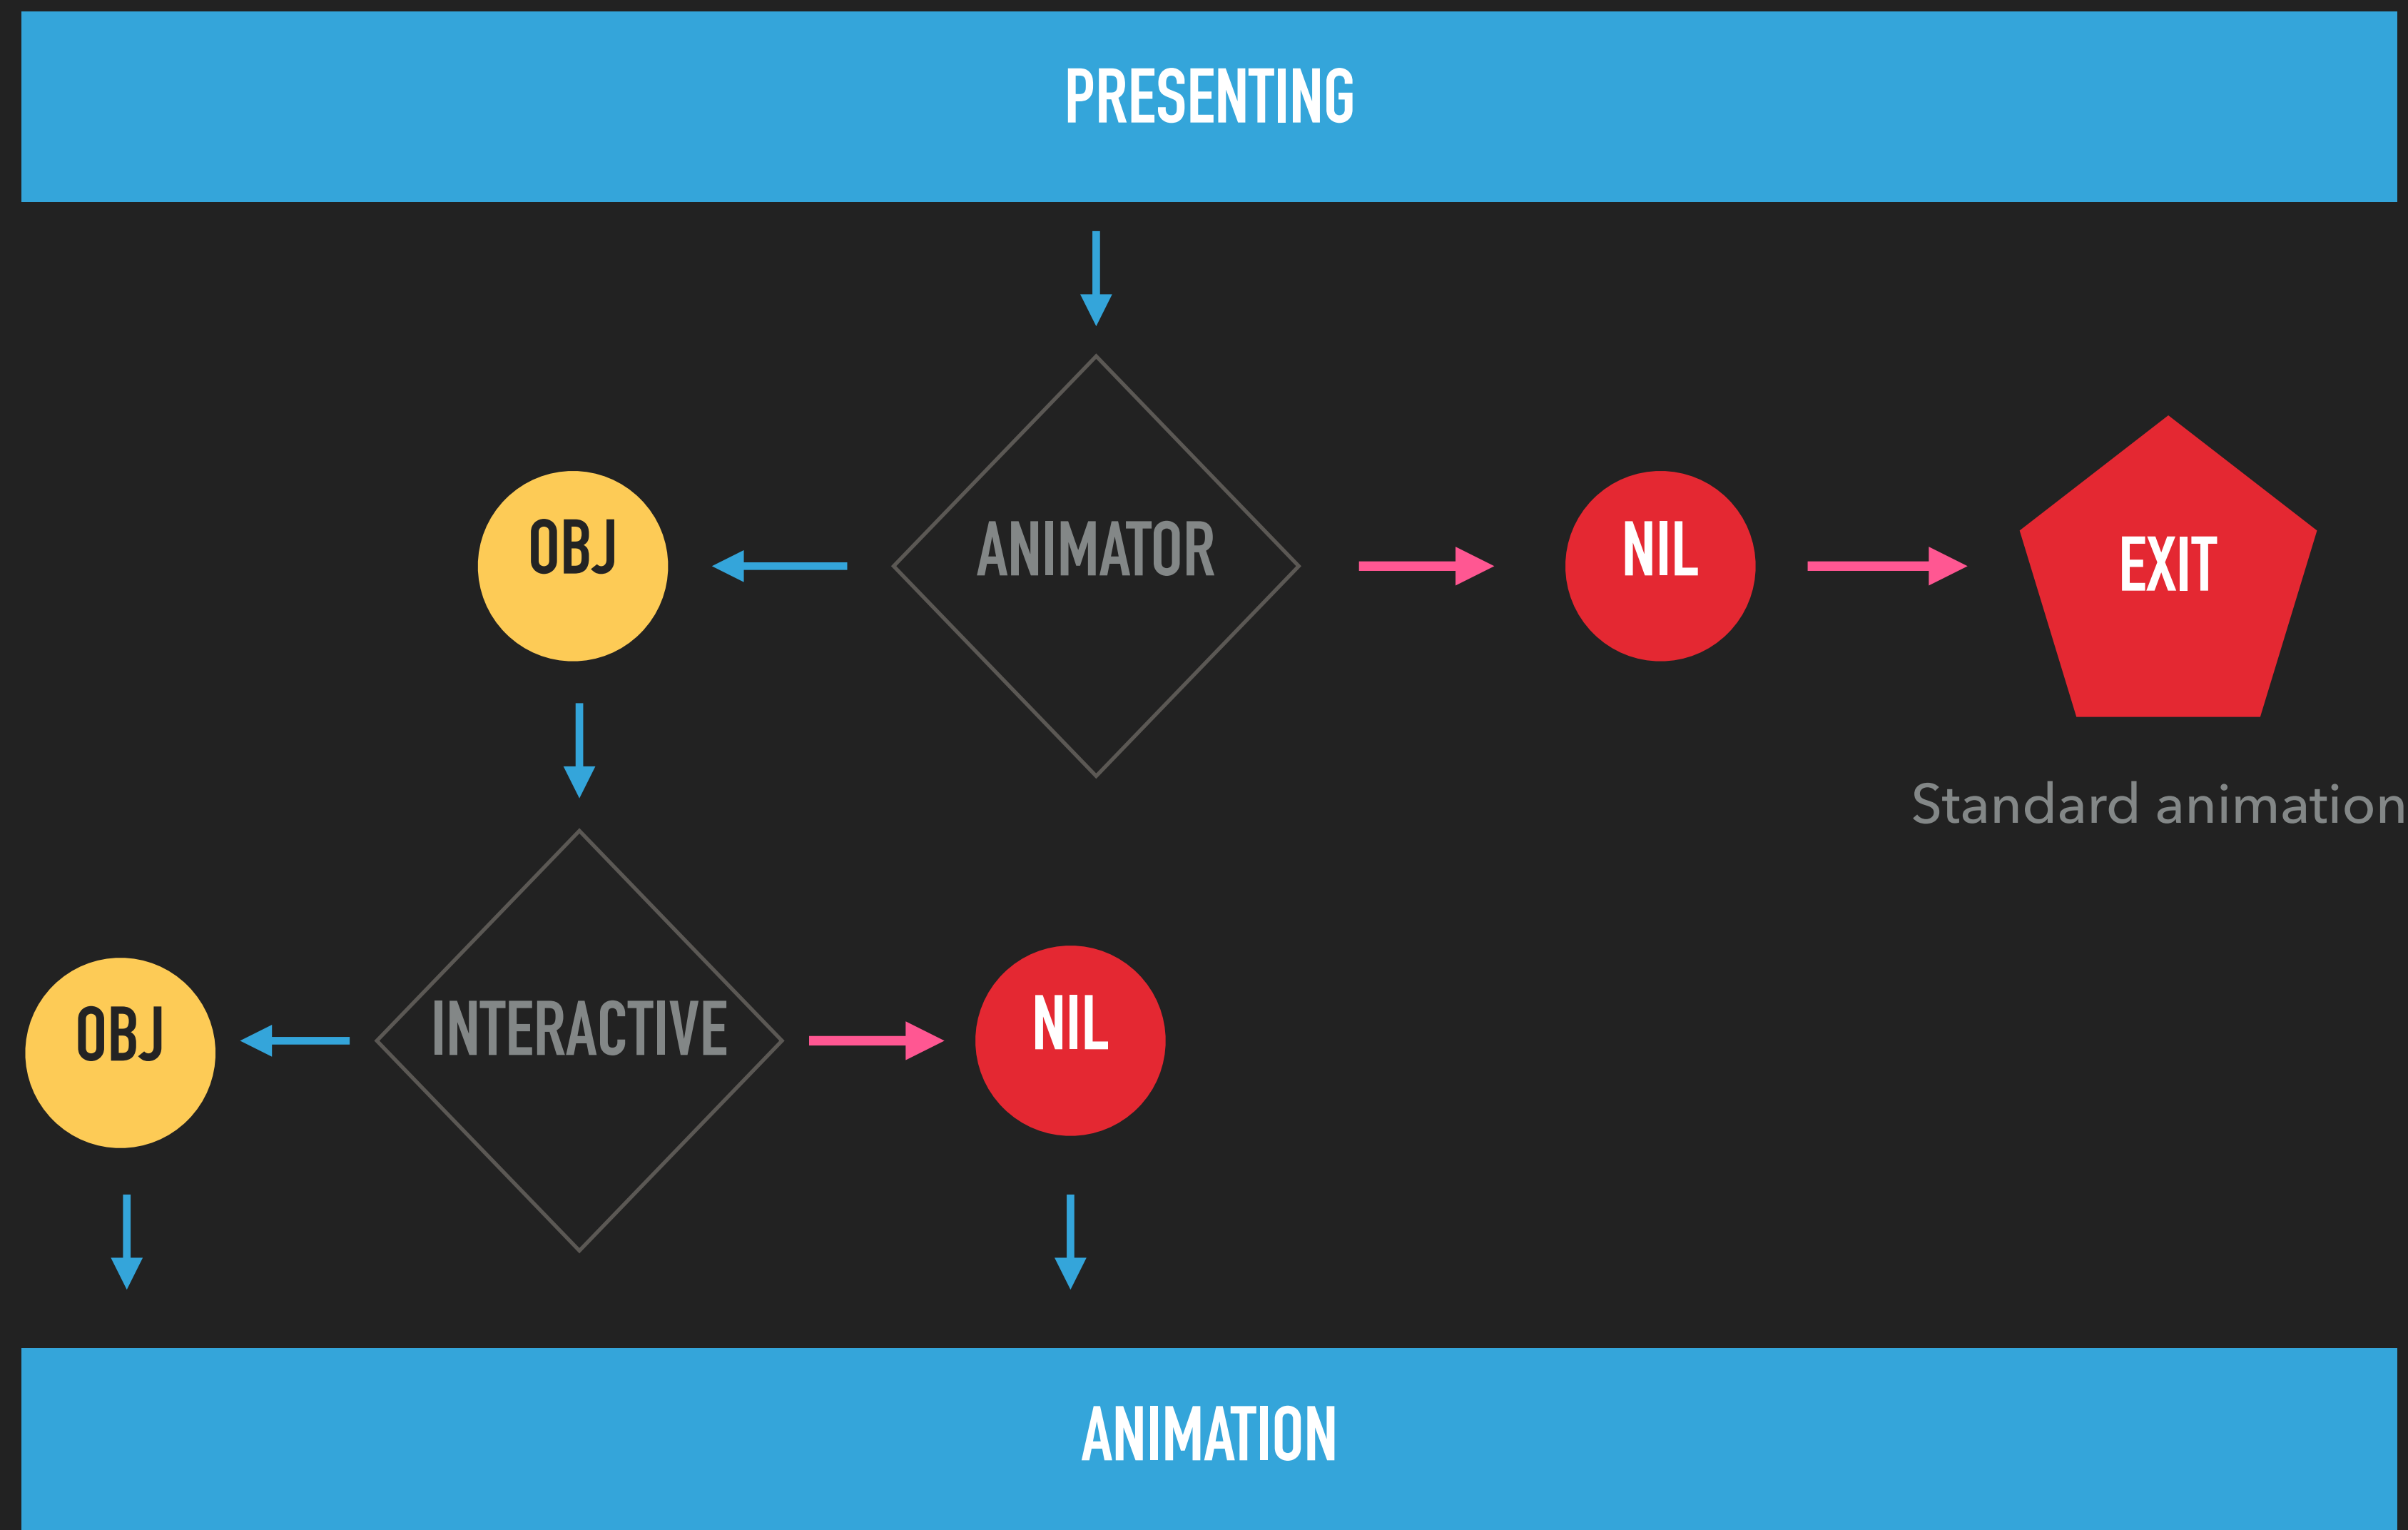 PRESENTING
OBJ
ANIMATOR
NIL
EXIT
Standard animation
OBJ
INTERACTIVE
NIL
ANIMATION